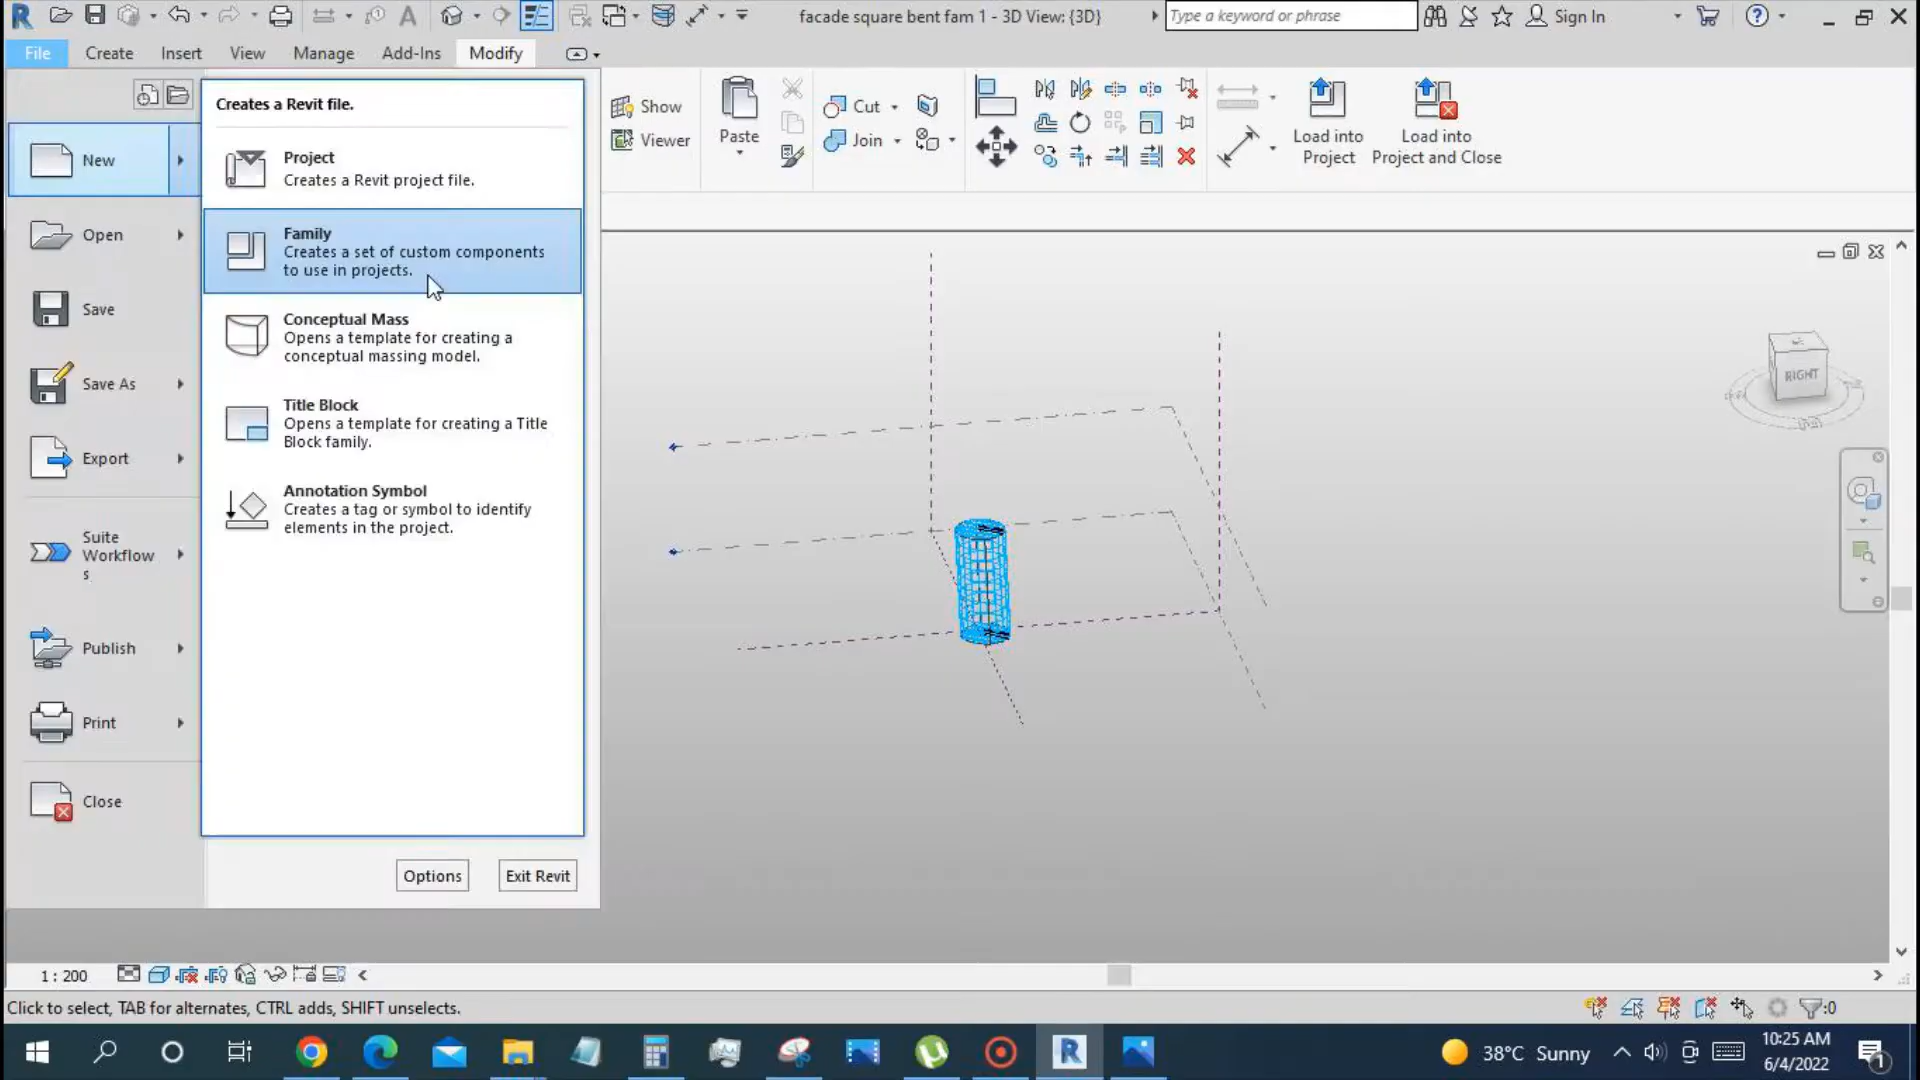 facade square bent fam 1 - 3D View: {3D}
Type a keyword or phrase
Sign In
File
Create
Insert
View
Manage
Add-Ins
Modify
Creates a Revit file.
New
Project
Creates a Revit project file.
Open
Family
Creates a set of custom components
to use in projects.
Save
Conceptual Mass
Opens a template for creating a
conceptual massing model.
Save As
Title Block
Opens a template for creating a Title
Block family.
Export
Annotation Symbol
Creates a tag or symbol to identify
elements in the project.
Suite
Workflow
s
Publish
Print
Close
Options
Exit Revit
Show
Viewer
Paste
Cut
Join
Load into
Project
Load into
Project and Close
RIGHT
1 : 200
Click to select, TAB for alternates, CTRL adds, SHIFT unselects.
:0
38°C Sunny
10:25 AM
6/4/2022
1